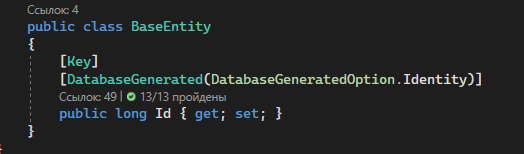 Ссылок: 4
public class BaseEntity
{
[Key]
[DatabaseGenerated(DatabaseGeneratedOption.Identity)]
Ссылок: 49 | 13/13 пройдены
public long Id { get; set; }
}